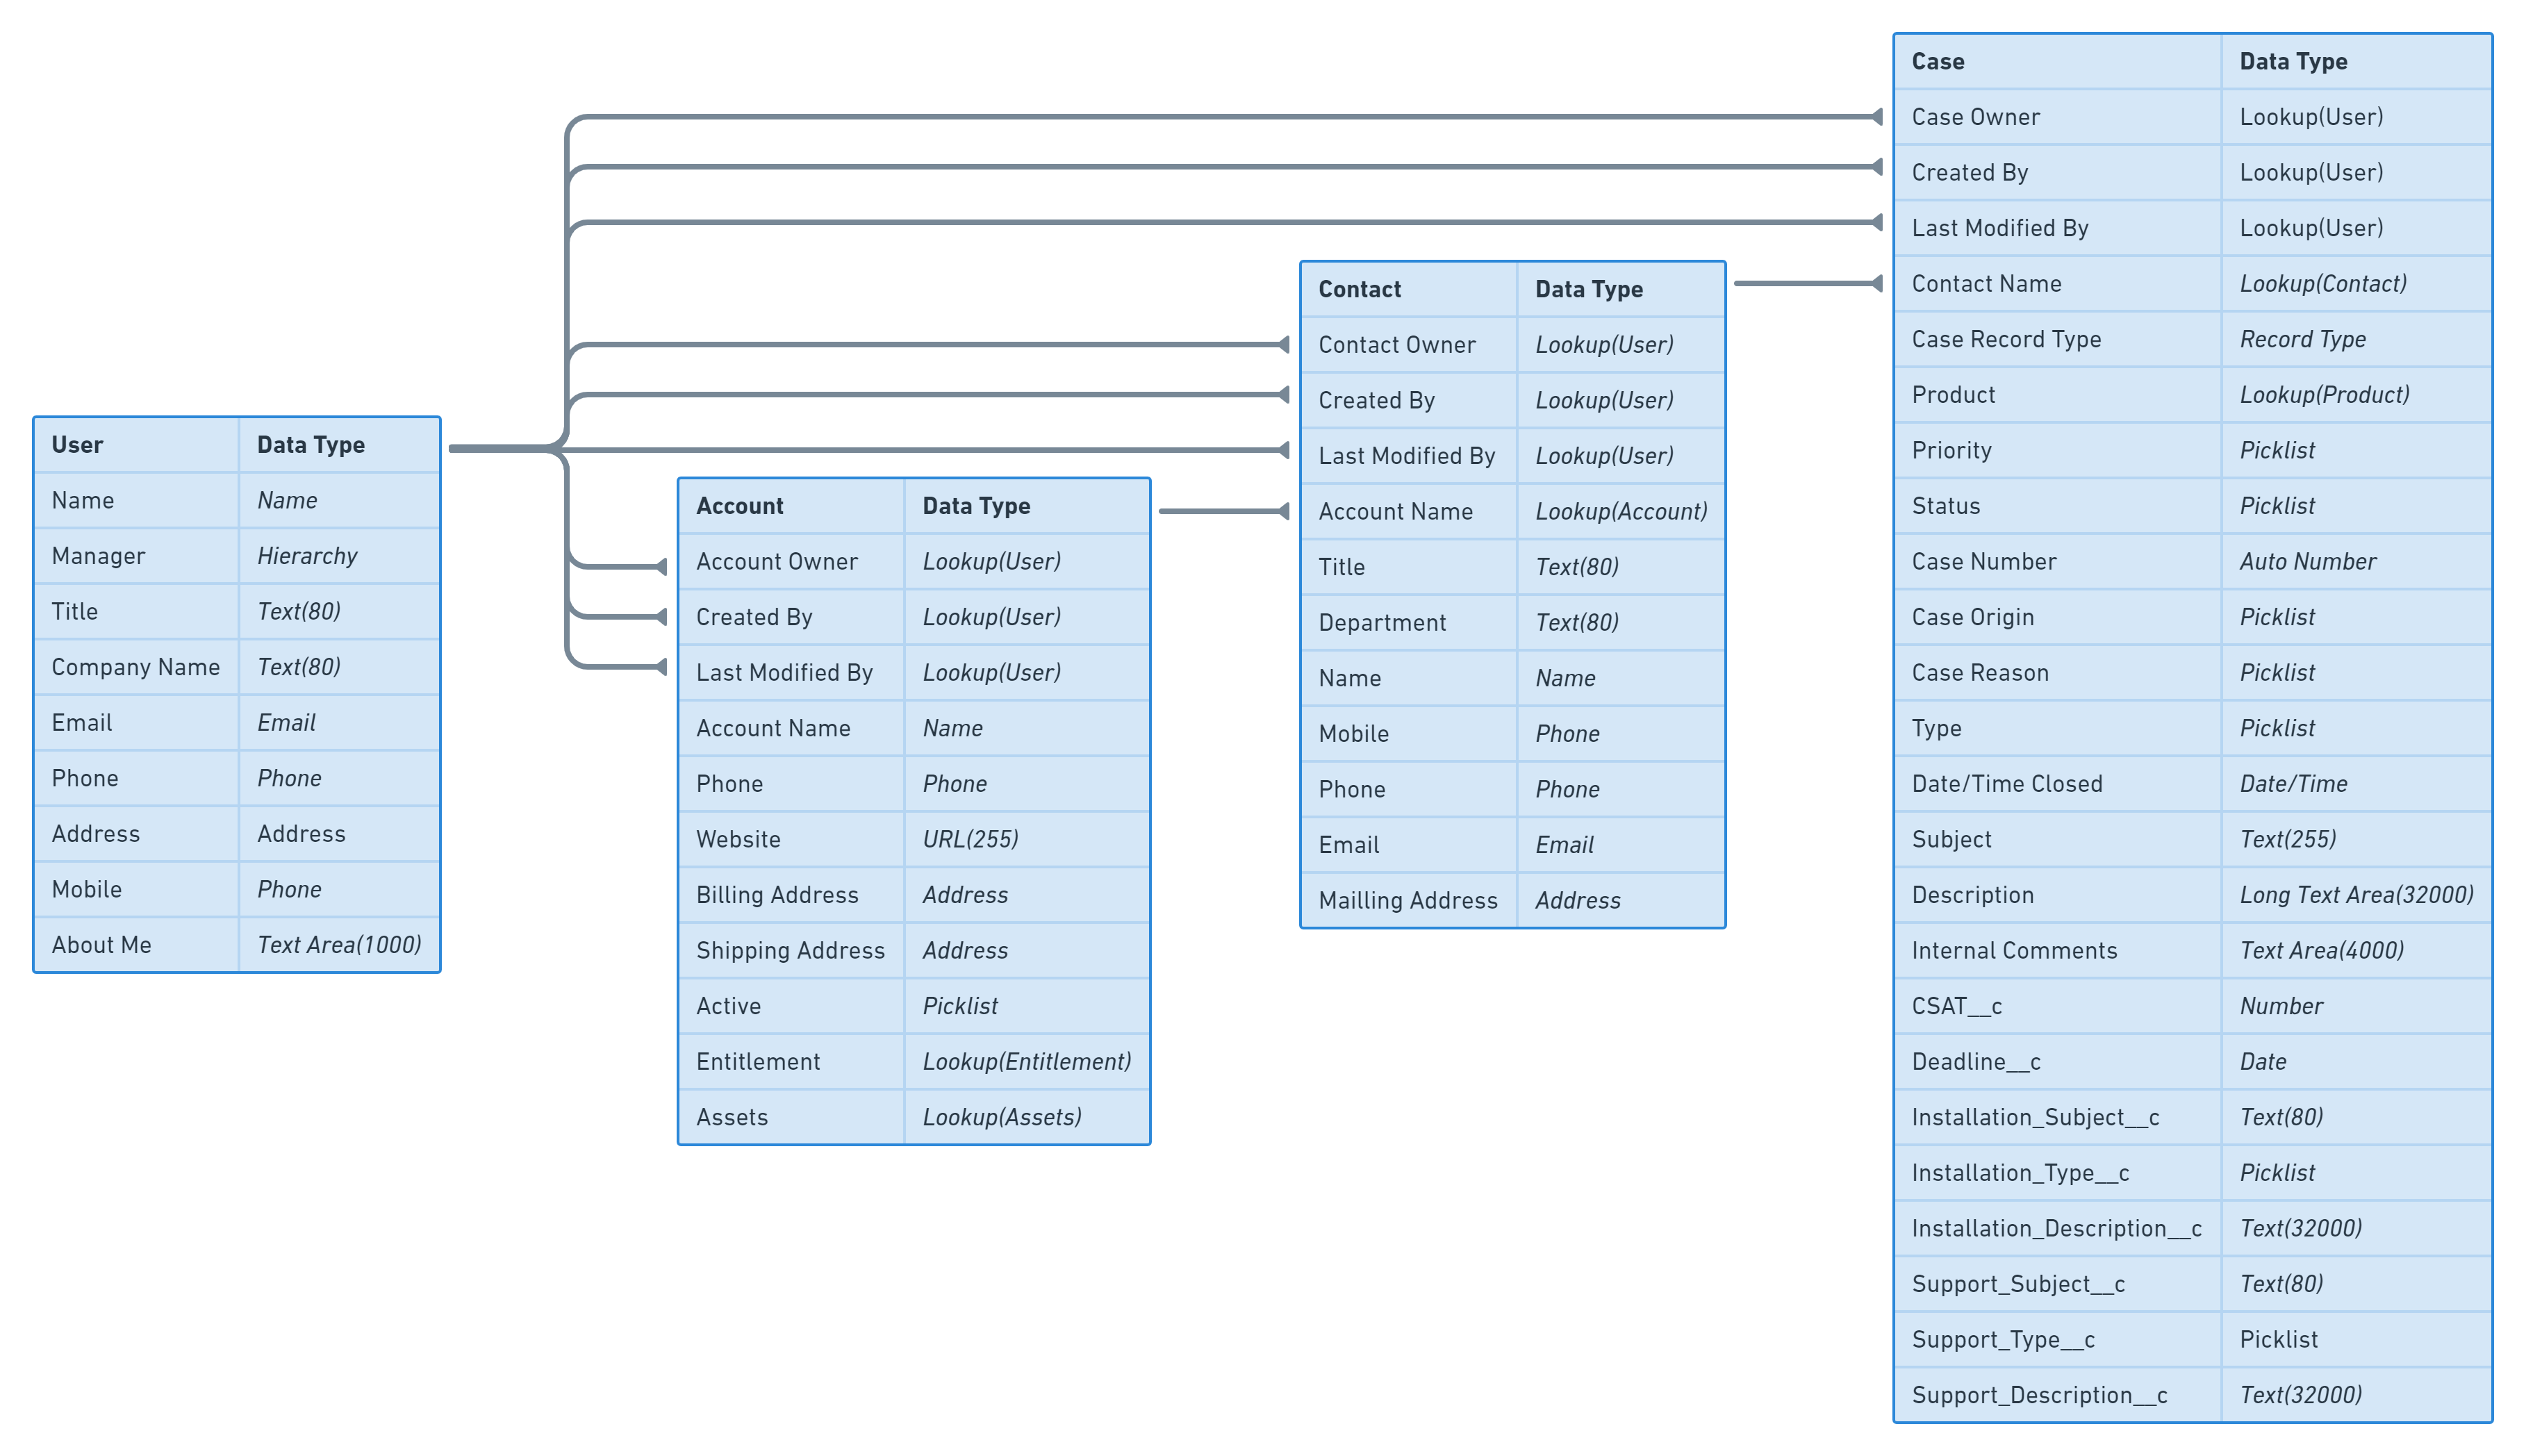 User Data Type
Name Name
Manager Hierarchy
Title Text(80)
Company Name Text(80)
Email Email
Phone Phone
Address Address
Mobile Phone
About Me Text Area(1000)
Account Data Type
Account Owner Lookup(User)
Created By Lookup(User)
Last Modified By Lookup(User)
Account Name Name
Phone Phone
Website URL(255)
Billing Address Address
Shipping Address Address
Active Picklist
Entitlement Lookup(Entitlement)
Assets Lookup(Assets)
Contact Data Type
Contact Owner Lookup(User)
Created By Lookup(User)
Last Modified By Lookup(User)
Account Name Lookup(Account)
Title Text(80)
Department Text(80)
Name Name
Mobile Phone
Phone Phone
Email Email
Mailling Address Address
Case Data Type
Case Owner Lookup(User)
Created By Lookup(User)
Last Modified By Lookup(User)
Contact Name Lookup(Contact)
Case Record Type Record Type
Product Lookup(Product)
Priority Picklist
Status Picklist
Case Number Auto Number
Case Origin Picklist
Case Reason Picklist
Type Picklist
Date/Time Closed Date/Time
Subject Text(255)
Description Long Text Area(32000)
Internal Comments Text Area(4000)
CSAT__c Number
Deadline__c Date
Installation_Subject__c Text(80)
Installation_Type__c Picklist
Installation_Description__c Text(32000)
Support_Subject__c Text(80)
Support_Type__c Picklist
Support_Description__c Text(32000)